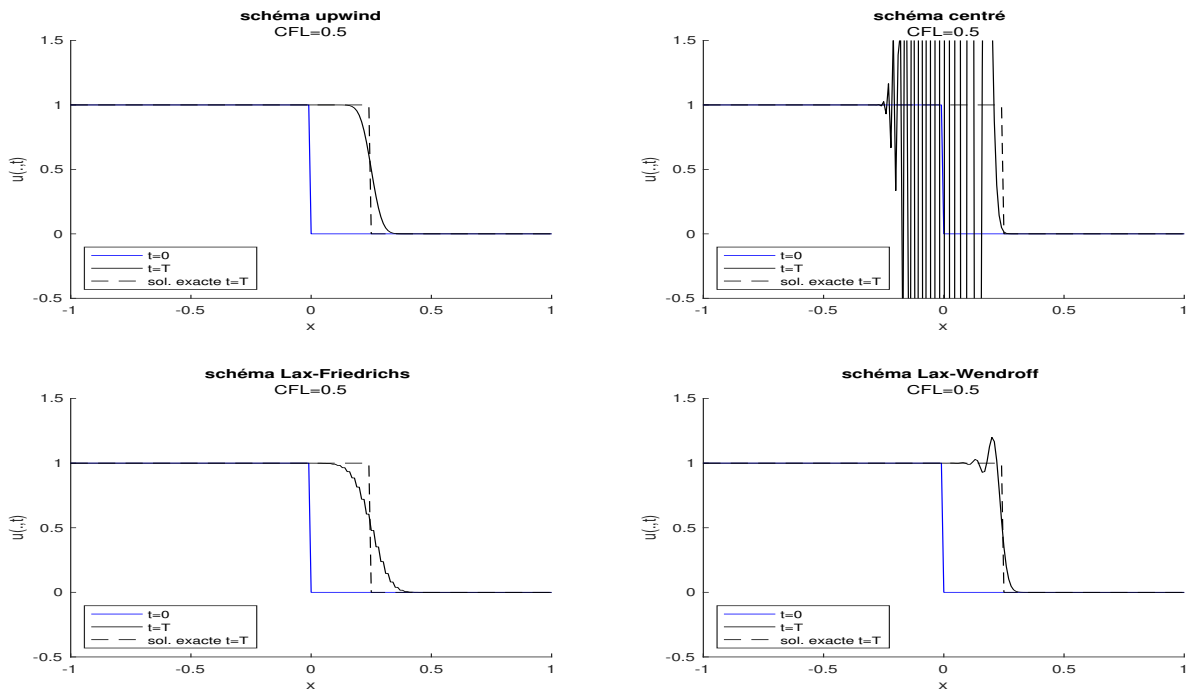 schéma upwind
CFL=0.5
1.5
1
0.5
0
-0.5
u(.,t)
t=0
t=T
sol. exacte t=T
-1
-0.5
0
0.5
1
x
schéma centré
CFL=0.5
1.5
1
0.5
0
-0.5
u(.,t)
t=0
t=T
sol. exacte t=T
-1
-0.5
0
0.5
1
x
schéma Lax-Friedrichs
CFL=0.5
1.5
1
0.5
0
-0.5
u(.,t)
t=0
t=T
sol. exacte t=T
-1
-0.5
0
0.5
1
x
schéma Lax-Wendroff
CFL=0.5
1.5
1
0.5
0
-0.5
u(.,t)
t=0
t=T
sol. exacte t=T
-1
-0.5
0
0.5
1
x